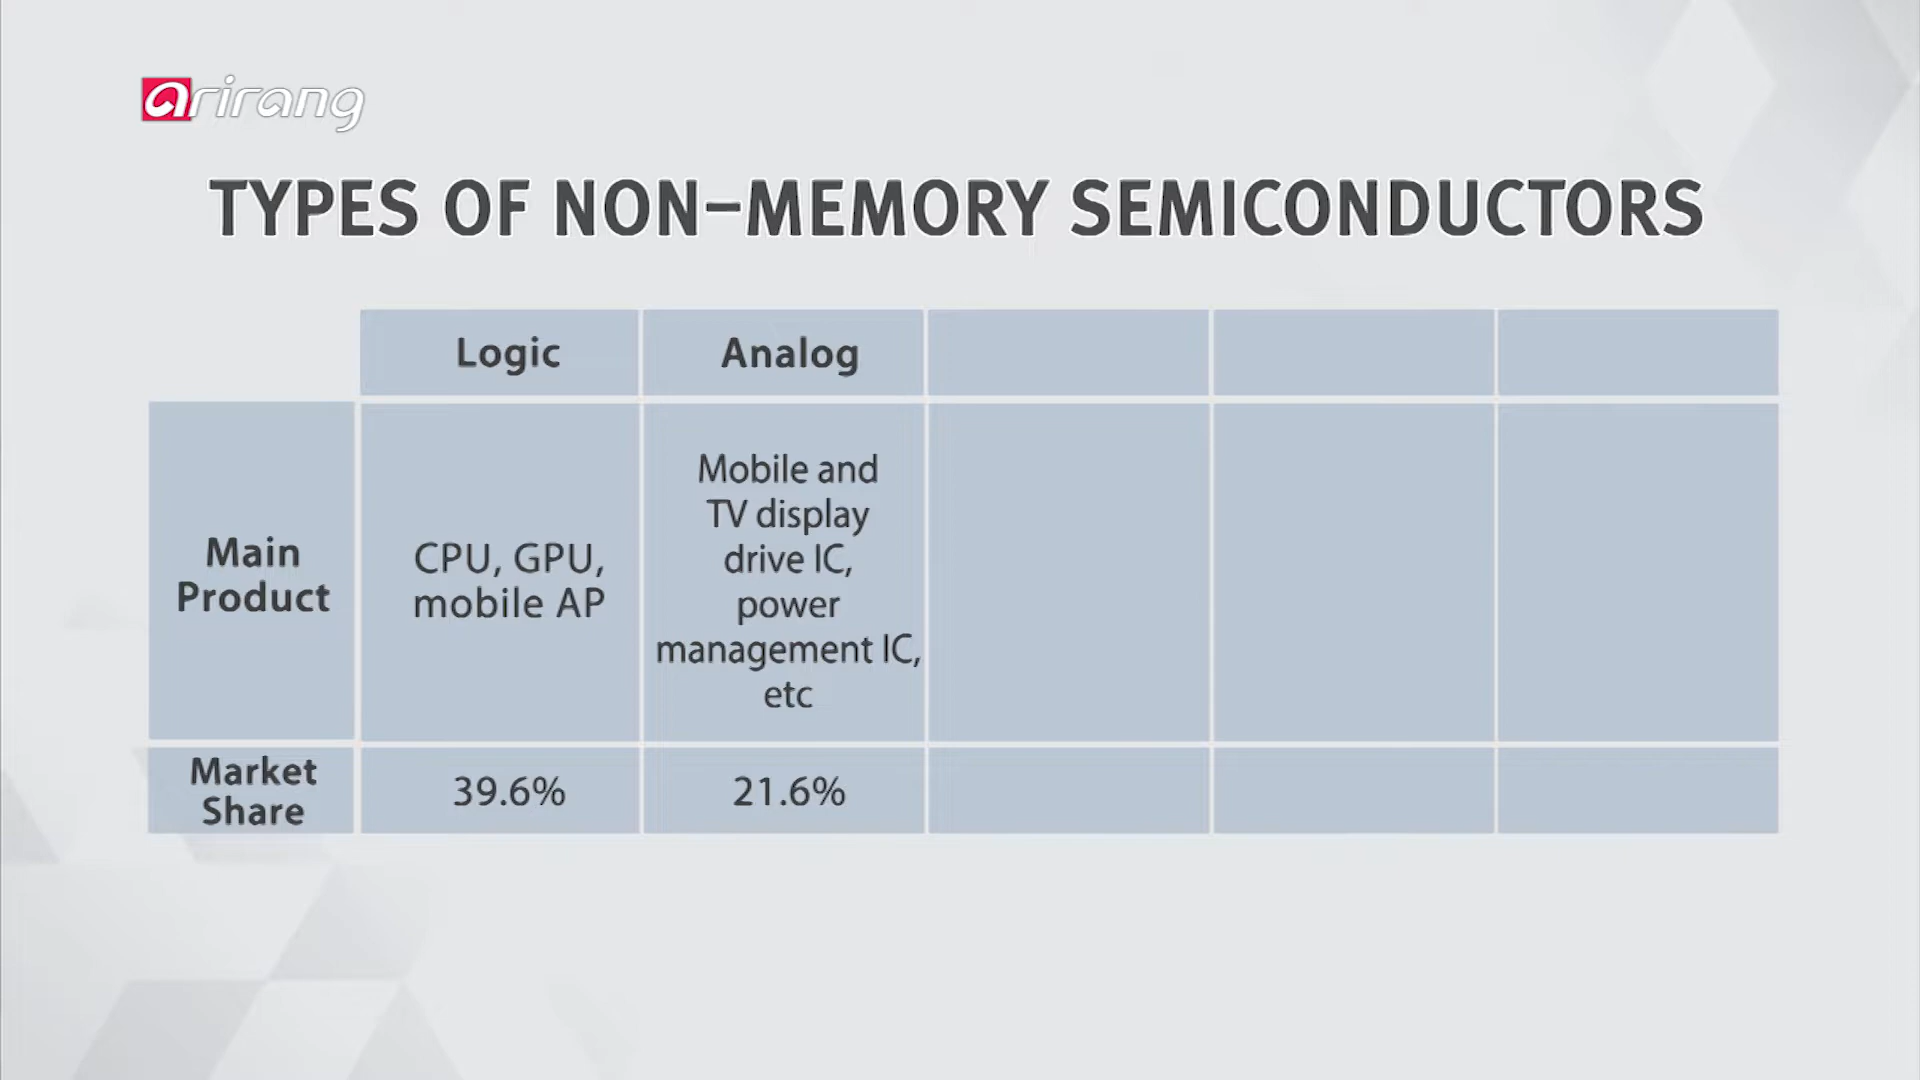 arirang
TYPES OF NON-MEMORY SEMICONDUCTORS
Logic
Analog
Main
Product
CPU, GPU,
mobile AP
Mobile and
TV display
drive IC,
power
management IC,
etc
Market
Share
39.6%
21.6%